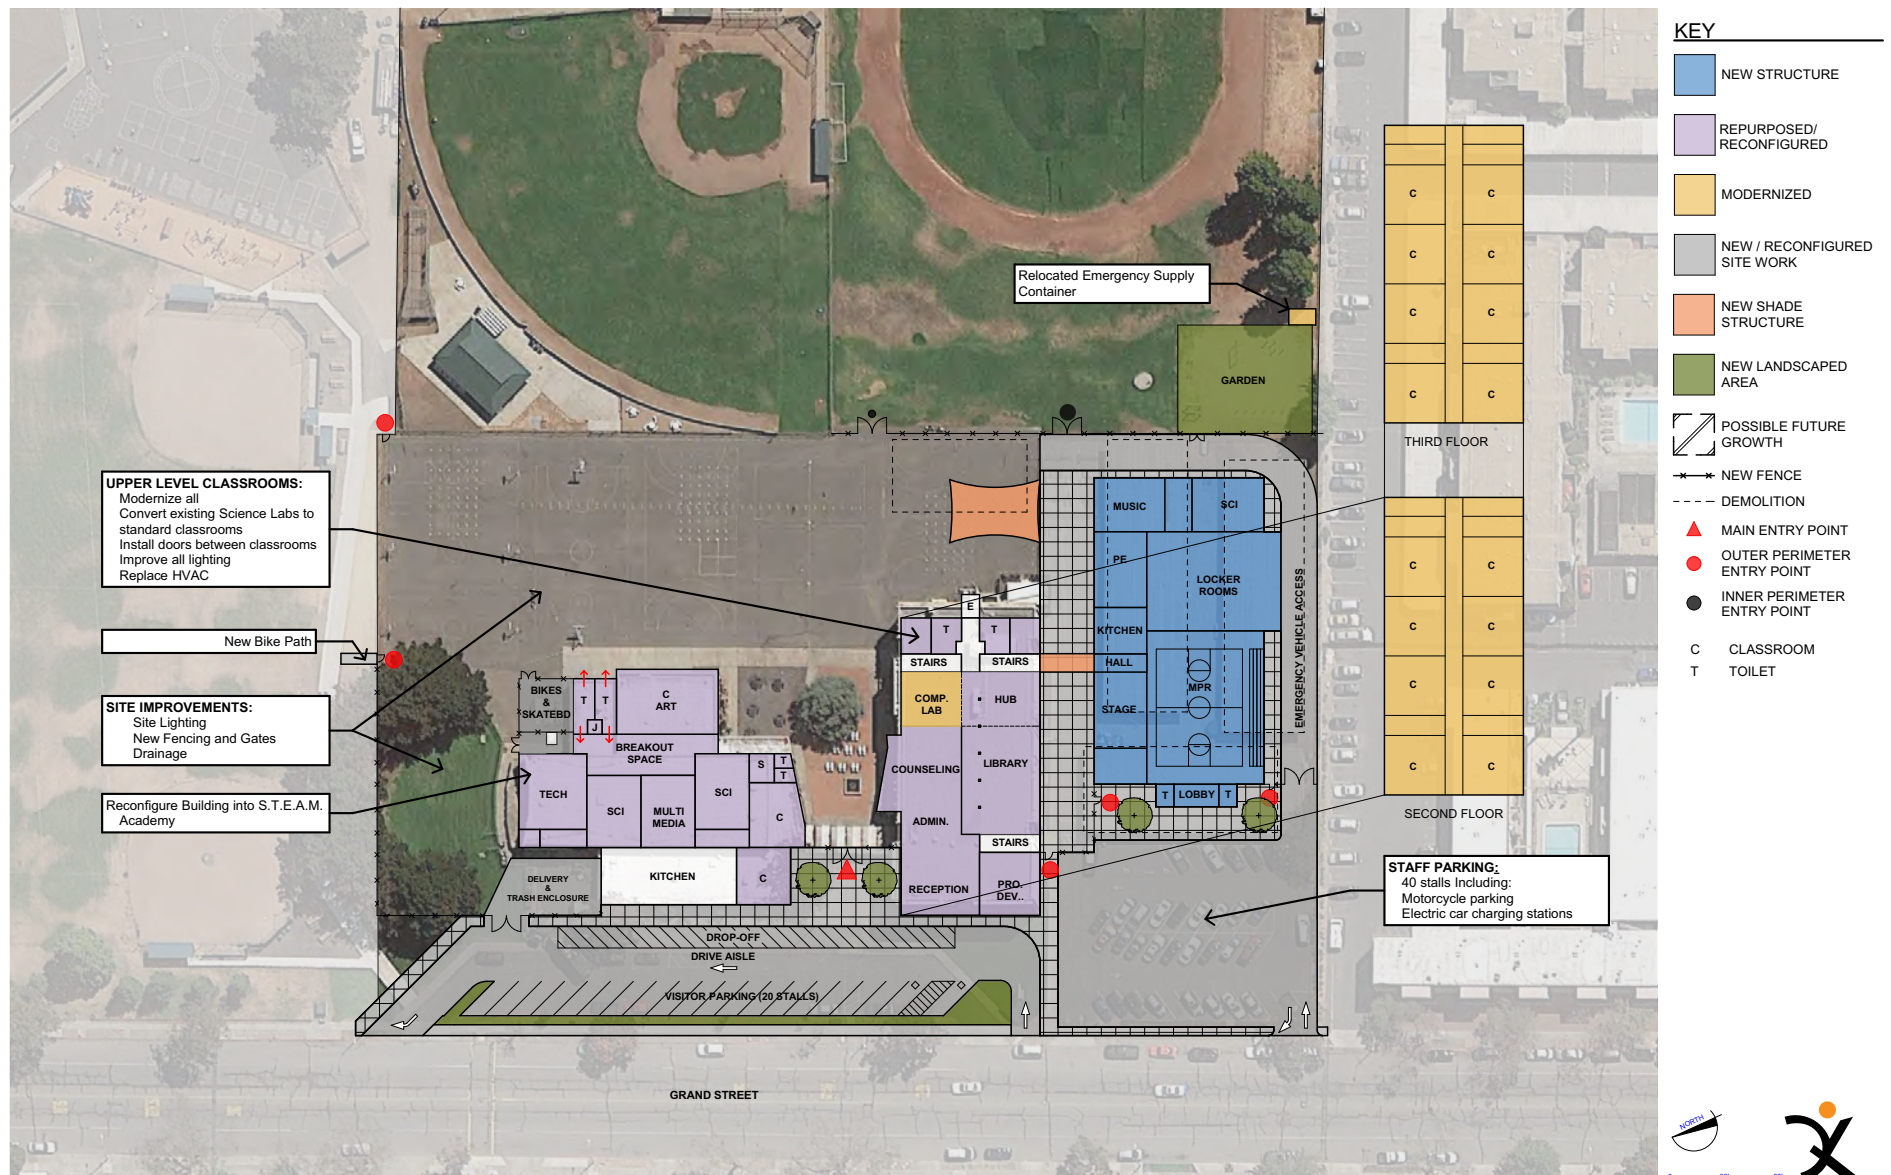 KEY
NEW STRUCTURE
REPURPOSED/
RECONFIGURED
MODERNIZED
NEW / RECONFIGURED
SITE WORK
NEW SHADE
STRUCTURE
NEW LANDSCAPED
AREA
POSSIBLE FUTURE
GROWTH
NEW FENCE
DEMOLITION
MAIN ENTRY POINT
OUTER PERIMETER
ENTRY POINT
INNER PERIMETER
ENTRY POINT
C CLASSROOM
T TOILET
C C
C C
C C
C C
THIRD FLOOR
C C
C C
C C
C C
SECOND FLOOR
Relocated Emergency Supply
Container
GARDEN
UPPER LEVEL CLASSROOMS:
Modernize all
Convert existing Science Labs to
standard classrooms
Install doors between classrooms
Improve all lighting
Replace HVAC
New Bike Path
SITE IMPROVEMENTS:
Site Lighting
New Fencing and Gates
Drainage
Reconfigure Building into S.T.E.A.M.
Academy
STAFF PARKING:
40 stalls Including:
Motorcycle parking
Electric car charging stations
MUSIC
SCI
PE
LOCKER
ROOMS
KITCHEN
HALL
MPR
STAGE
T LOBBY T
EMERGENCY VEHICLE ACCESS
E
T T
STAIRS STAIRS
COMP.
LAB
HUB
COUNSELING
LIBRARY
ADMIN.
STAIRS
RECEPTION
PRO.
DEV..
BIKES
&
SKATEBD
T T
J
C
ART
BREAKOUT
SPACE
TECH
SCI
MULTI
MEDIA
SCI
S
T
T
C
KITCHEN
C
DELIVERY
&
TRASH ENCLOSURE
DROP-OFF
DRIVE AISLE
VISITOR PARKING (20 STALLS)
GRAND STREET
NORTH